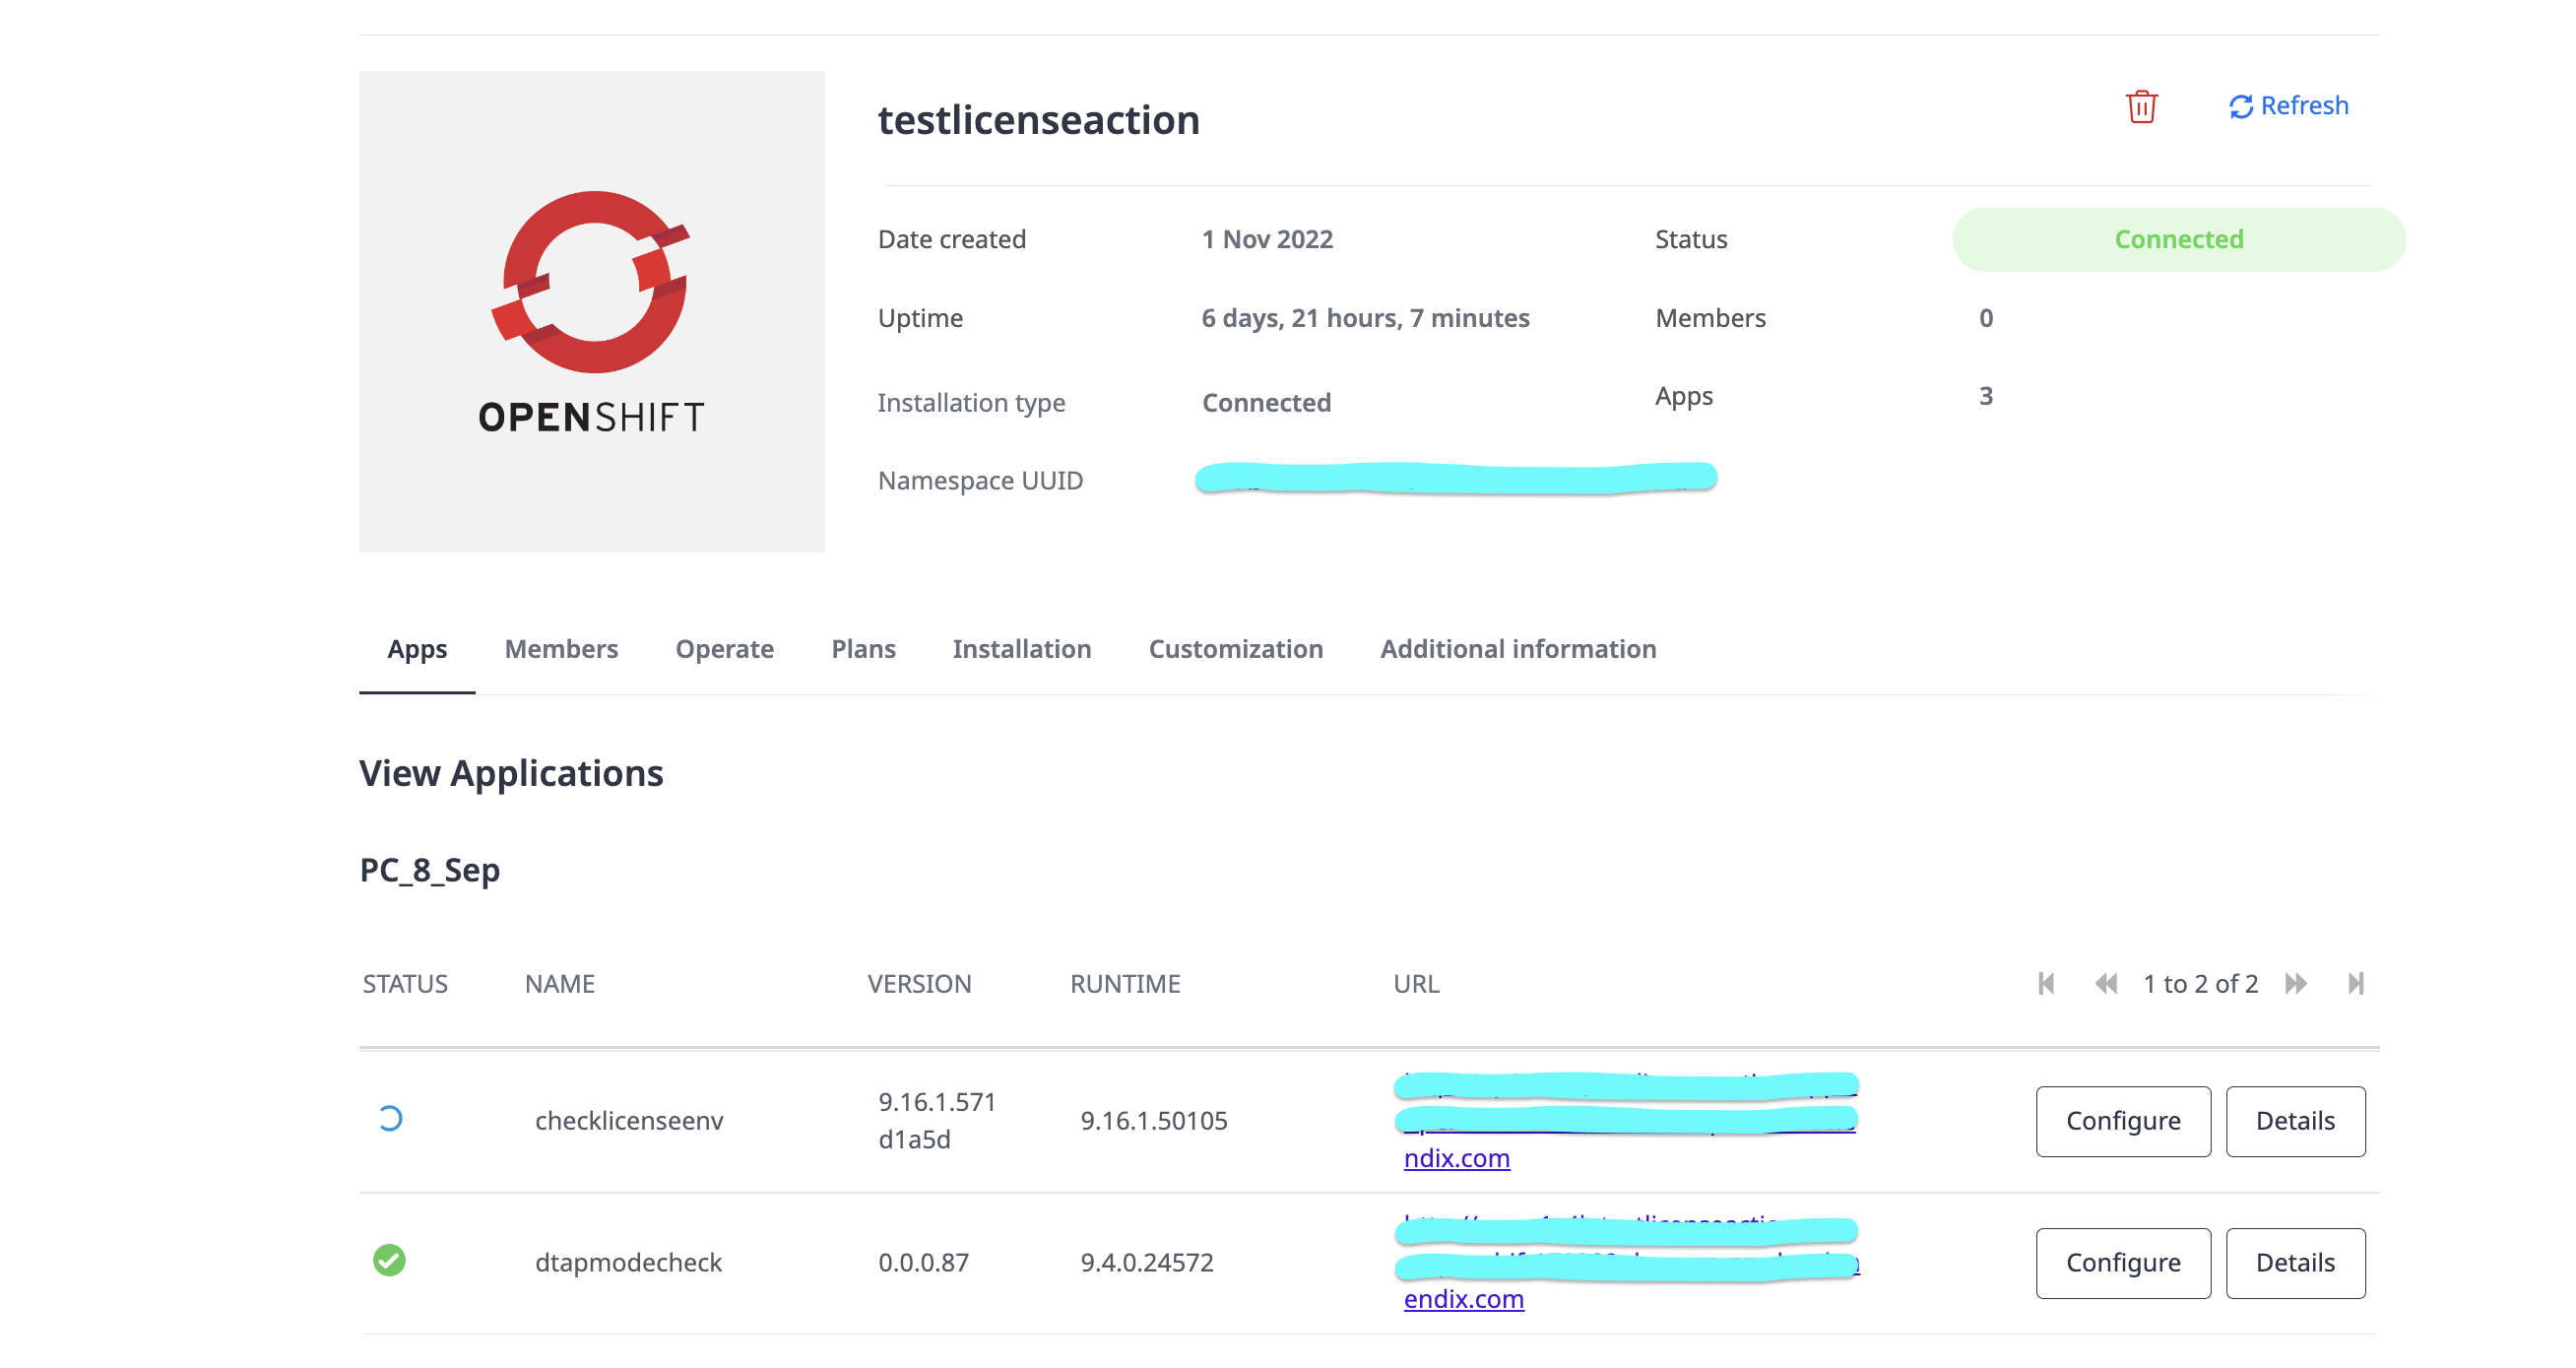 testlicenseaction
Refresh
OPENSHIFT
Date created 1 Nov 2022 Status Connected
Uptime 6 days, 21 hours, 7 minutes Members 0
Installation type Connected Apps 3
Namespace UUID
Apps Members Operate Plans Installation Customization Additional information
View Applications
PC_8_Sep
STATUS NAME VERSION RUNTIME URL 1 to 2 of 2
checklicenseenv 9.16.1.571 9.16.1.50105 Configure Details
d1a5d
ndix.com
dtapmodecheck 0.0.0.87 9.4.0.24572 Configure Details
endix.com